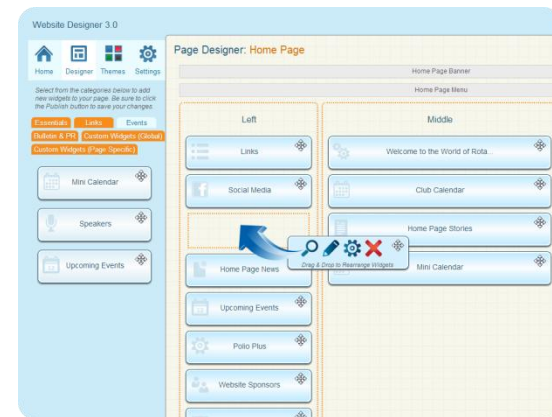 Website Designer 3.0
Home Designer Themes Settings
Select from the categories below to add
new widgets to your page. Be sure to click
the Publish button to save your changes.
Essentials Links Events
Bulletin & PR Custom Widgets (Global)
Custom Widgets (Page Specific)
Mini Calendar
Speakers
Upcoming Events
Page Designer: Home Page
Home Page Banner
Home Page Menu
Left
Links
Social Media
Home Page News
Upcoming Events
Polio Plus
Website Sponsors
Middle
Welcome to the World of Rota...
Club Calendar
Home Page Stories
Mini Calendar
Drag & Drop to Rearrange Widgets